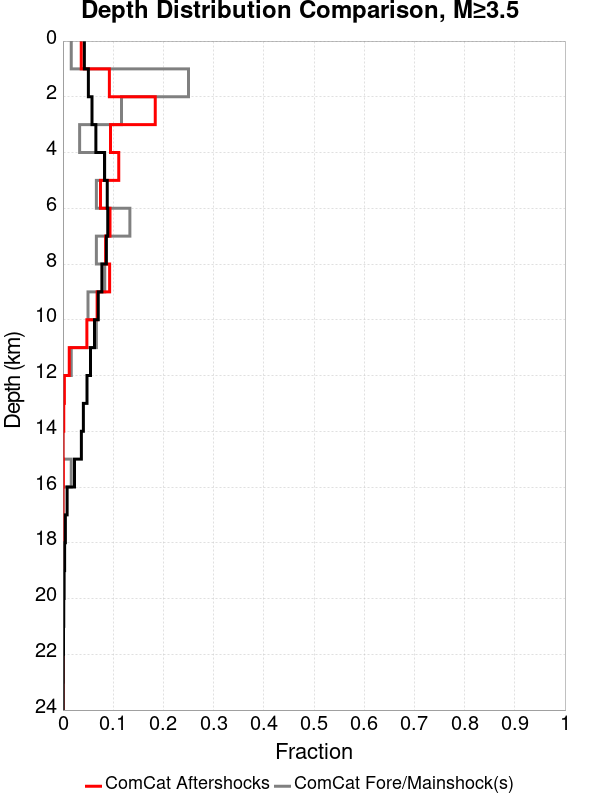 Depth Distribution Comparison, M≥3.5
0
2
4
6
8
10
12
14
16
18
20
22
24
Depth (km)
0 0.1 0.2 0.3 0.4 0.5 0.6 0.7 0.8 0.9 1
Fraction
ComCat Aftershocks ComCat Fore/Mainshock(s)